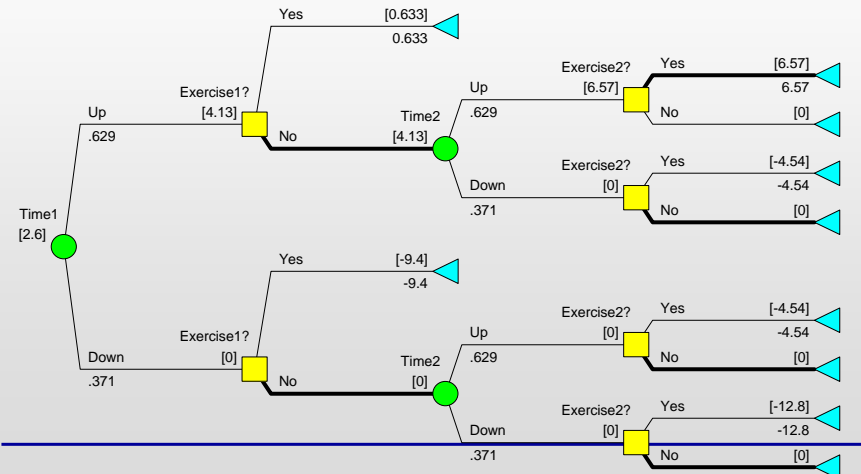 Yes [0.633]
0.633
Exercise1?
[4.13]
Up
.629
No [4.13]
Time2
Up
.629
Exercise2?
[6.57]
Yes [6.57]
6.57
No [0]
Down
.371
Exercise2?
[0]
Yes [-4.54]
-4.54
No [0]
Time1
[2.6]
Yes [-9.4]
-9.4
Exercise1?
[0]
Down
.371
No [0]
Time2
Up
.629
Exercise2?
[0]
Yes [-4.54]
-4.54
No [0]
Down
.371
Exercise2?
[0]
Yes [-12.8]
-12.8
No [0]